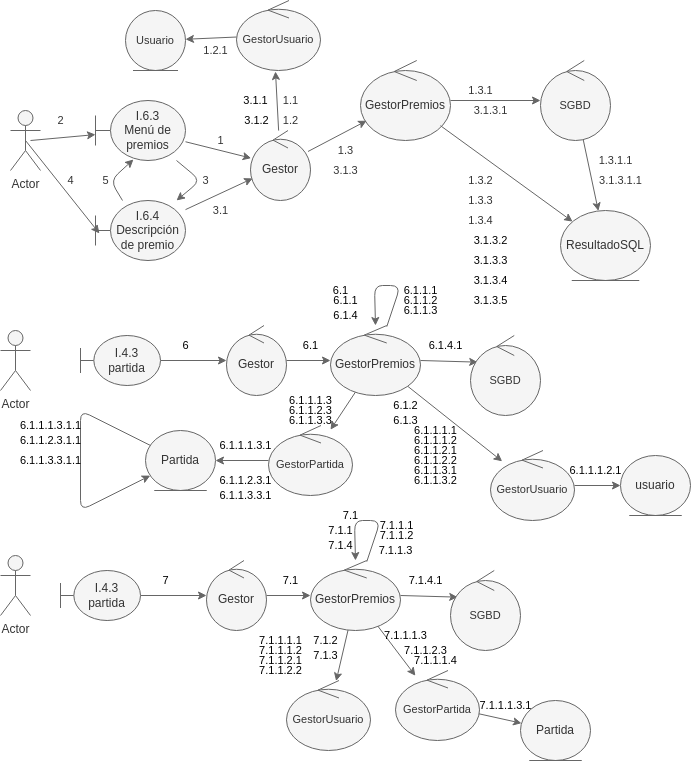 Usuario
GestorUsuario
1.2.1
I.6.3
Menú de
premios
2
Actor
4
5
3
I.6.4
Descripción
de premio
1
3.1
3.1.1
3.1.2
1.1
1.2
Gestor
1.3
3.1.3
GestorPremios
1.3.1
3.1.3.1
SGBD
1.3.1.1
3.1.3.1.1
1.3.2
1.3.3
1.3.4
3.1.3.2
3.1.3.3
3.1.3.4
3.1.3.5
ResultadoSQL
Actor
I.4.3
partida
6
Gestor
6.1
6.1
6.1.1
6.1.4
6.1.1.1
6.1.1.2
6.1.1.3
GestorPremios
6.1.4.1
SGBD
6.1.1.1.3
6.1.1.2.3
6.1.1.3.3
6.1.2
6.1.3
6.1.1.1.1
6.1.1.1.2
6.1.1.2.1
6.1.1.2.2
6.1.1.3.1
6.1.1.3.2
6.1.1.1.3.1.1
6.1.1.2.3.1.1
6.1.1.3.3.1.1
Partida
6.1.1.1.3.1
6.1.1.2.3.1
6.1.1.3.3.1
GestorPartida
GestorUsuario
6.1.1.1.2.1
usuario
Actor
I.4.3
partida
7
Gestor
7.1
7.1
7.1.1
7.1.4
7.1.1.1
7.1.1.2
7.1.1.3
GestorPremios
7.1.4.1
SGBD
7.1.1.1.1
7.1.1.1.2
7.1.1.2.1
7.1.1.2.2
7.1.2
7.1.3
7.1.1.1.3
7.1.1.2.3
7.1.1.1.4
GestorUsuario
GestorPartida
7.1.1.1.3.1
Partida